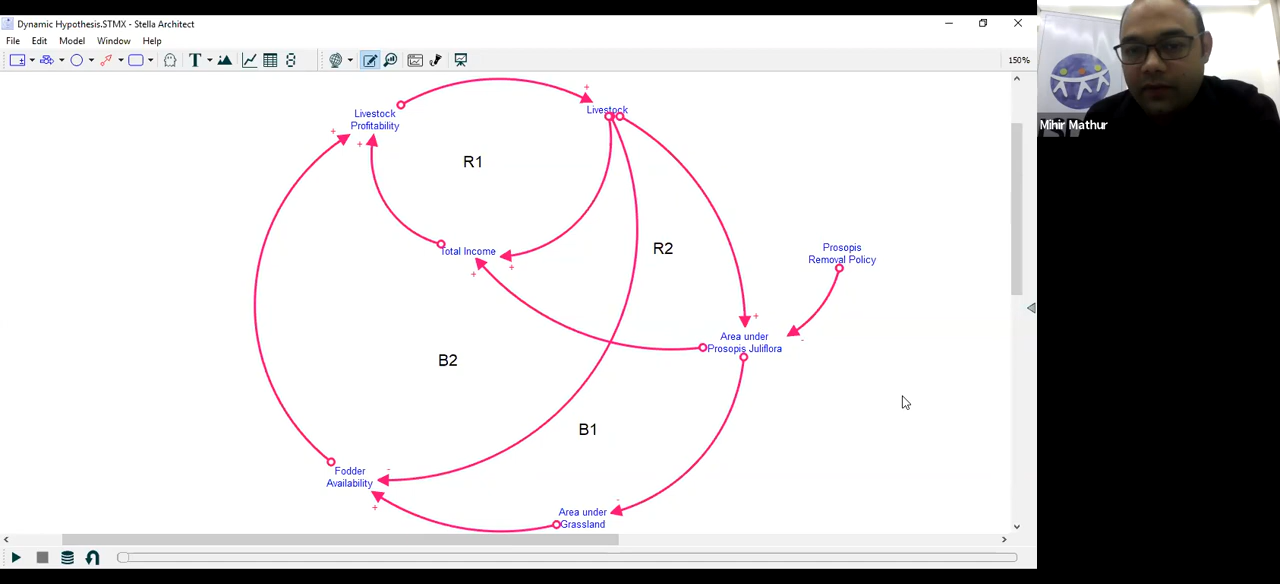 Dynamic Hypothesis.STMX - Stella Architect
File Edit Model Window Help
150%
Mihir Mathur
Livestock
Profitability
Livestock
+
+
+
R1
Total Income
+
+
R2
Prosopis
Removal Policy
+
-
Area under
Prosopis Juliflora
B2
B1
Fodder
Availability
-
+
-
Area under
Grassland